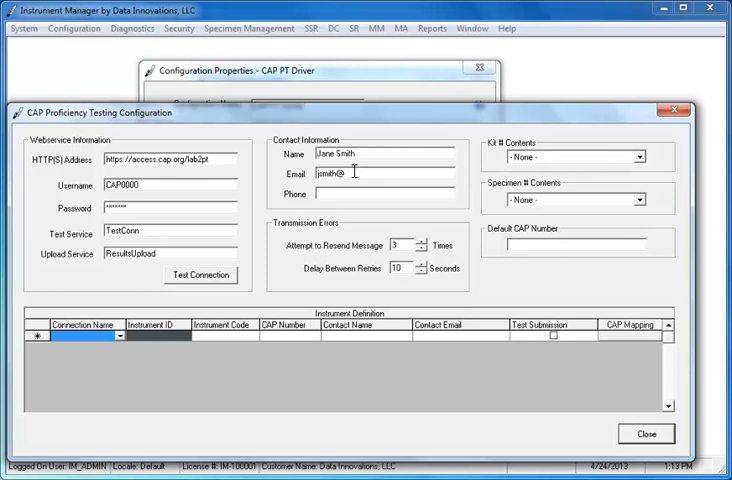 Instrument Manager by Data Innovations, LLC
System Configuration Diagnostics Security Specimen Management SSR DC SR MM MA Reports Window Help
Configuration Properties - CAP PT Driver
CAP Proficiency Testing Configuration
Webservice Information
HTTP(S) Address https://access.cap.org/lab2pt
Username CAP0000
Password *******
Test Service TestConn
Upload Service ResultsUpload
Test Connection
Contact Information
Name Jane Smith
Email jsmith@
Phone
Transmission Errors
Attempt to Resend Message 3 Times
Delay Between Retries 10 Seconds
Kit # Contents
- None -
Specimen # Contents
- None -
Default CAP Number
Instrument Definition
Connection Name Instrument ID Instrument Code CAP Number Contact Name Contact Email Test Submission CAP Mapping
Close
Logged On User: IM_ADMIN Locale: Default License #: IM-100001 Customer Name: Data Innovations, LLC 4/24/2013 1:13 PM